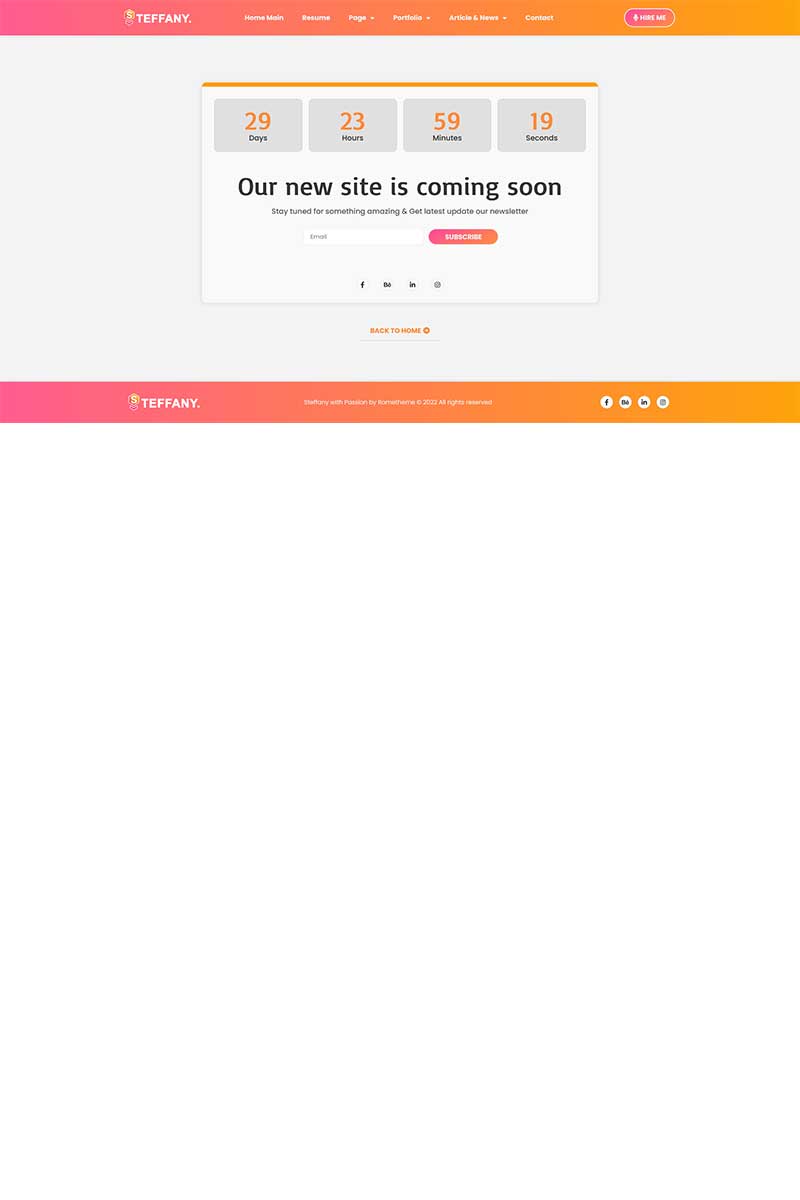 STEFFANY. Home Main Resume Page Portfolio Article & News Contact HIRE ME
29 23 59 19
Days Hours Minutes Seconds
Our new site is coming soon
Stay tuned for something amazing & Get latest update our newsletter
Email SUBSCRIBE
f Bē in
BACK TO HOME
STEFFANY. Steffany with Passion by Rometheme © 2022 All rights reserved f Bē in